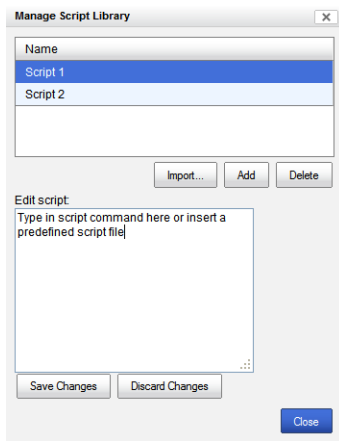 Manage Script Library
Name
Script 1
Script 2
Import... Add Delete
Edit script:
Type in script command here or insert a
predefined script file
Save Changes Discard Changes
Close